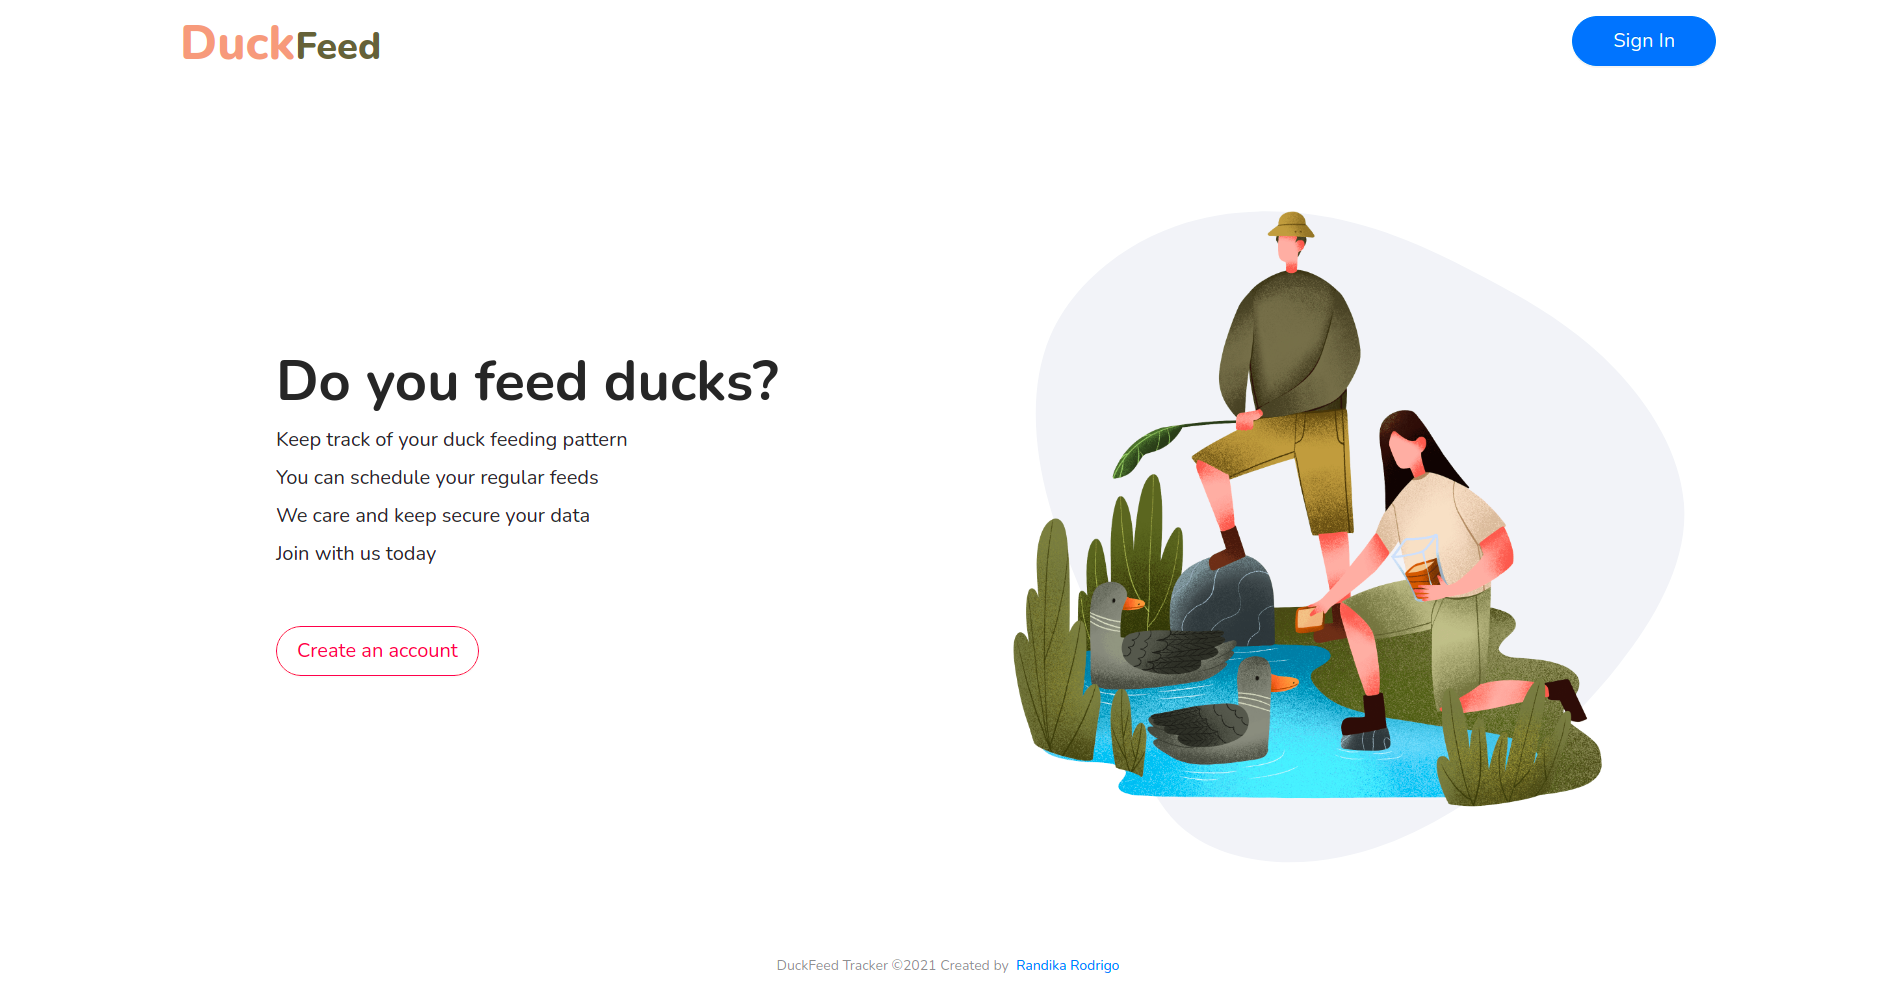 DuckFeed
Sign In
Do you feed ducks?
Keep track of your duck feeding pattern
You can schedule your regular feeds
We care and keep secure your data
Join with us today
Create an account
DuckFeed Tracker ©2021 Created by Randika Rodrigo